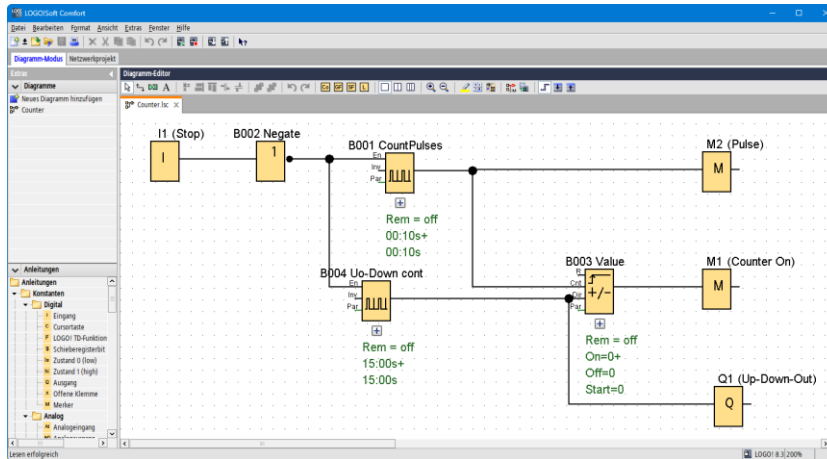 LOGO!Soft Comfort
Datei Bearbeiten Format Ansicht Extras Fenster Hilfe
Diagramm-Modus Netzwerkprojekt
Extras
Diagramm-Editor
Diagramme
Neues Diagramm hinzufügen
Counter
Counter.lsc
I1 (Stop)
B002 Negate
B001 CountPulses
M2 (Pulse)
I
1
En
Inv
Par
M
Rem = off
00:10s+
00:10s
B004 Uo-Down cont
En
Inv
Par
Rem = off
15:00s+
15:00s
B003 Value
R
Cnt
Dir
Par
+/-
Rem = off
On=0+
Off=0
Start=0
M1 (Counter On)
M
Q1 (Up-Down-Out)
Q
Anleitungen
Anleitungen
Konstanten
Digital
Eingang
Cursortaste
LOGO! TD-Funktion
Schieberegisterbit
Zustand 0 (low)
Zustand 1 (high)
Ausgang
Offene Klemme
Merker
Analog
Analogeingang
Lesen erfolgreich
LOGO! 8.3 200%